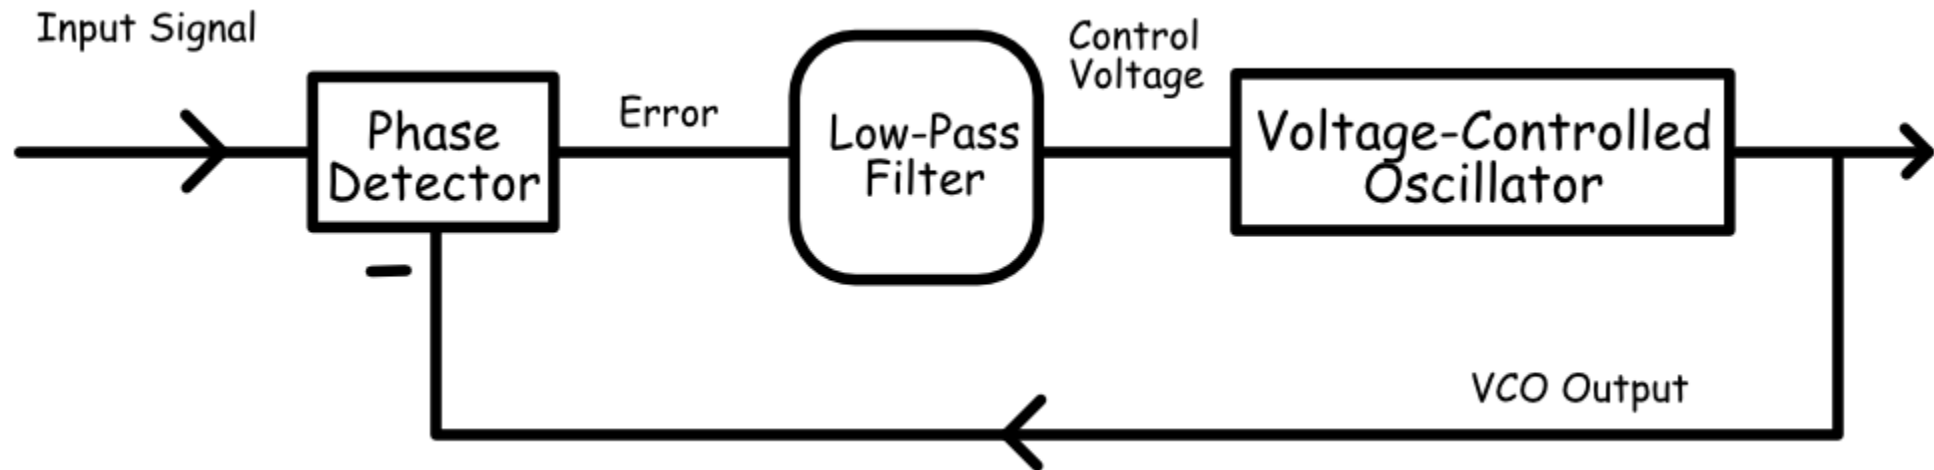 Input Signal
Phase
Detector
Error
Low-Pass
Filter
Control
Voltage
Voltage-Controlled
Oscillator
VCO Output